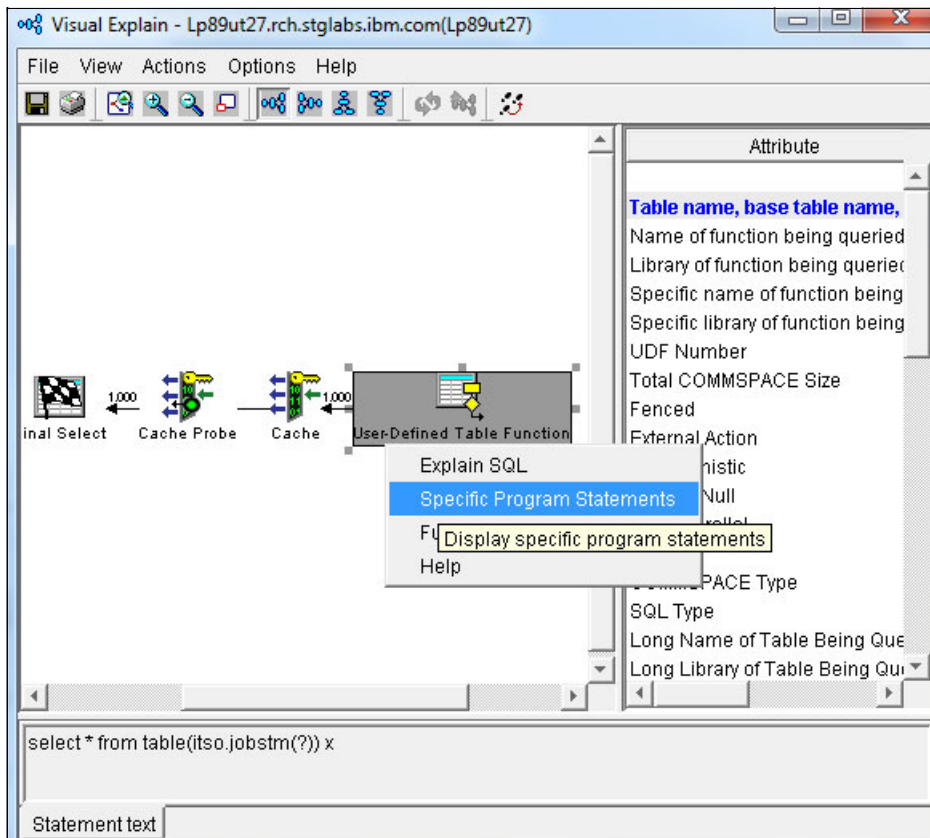 Visual Explain - Lp89ut27.rch.stglabs.ibm.com(Lp89ut27)
File View Actions Options Help
Attribute
Table name, base table name,
Name of function being queried
Library of function being queried
Specific name of function being
Specific library of function being
UDF Number
Total COMMSPACE Size
Fenced
External Action
nistic
Null
COMMSPACE Type
SQL Type
Long Name of Table Being Que
Long Library of Table Being Qu
1,000
1,000
inal Select
Cache Probe
Cache
User-Defined Table Function
Explain SQL
Specific Program Statements
Fu
Display specific program statements
Help
select * from table(itso.jobstm(?)) x
Statement text